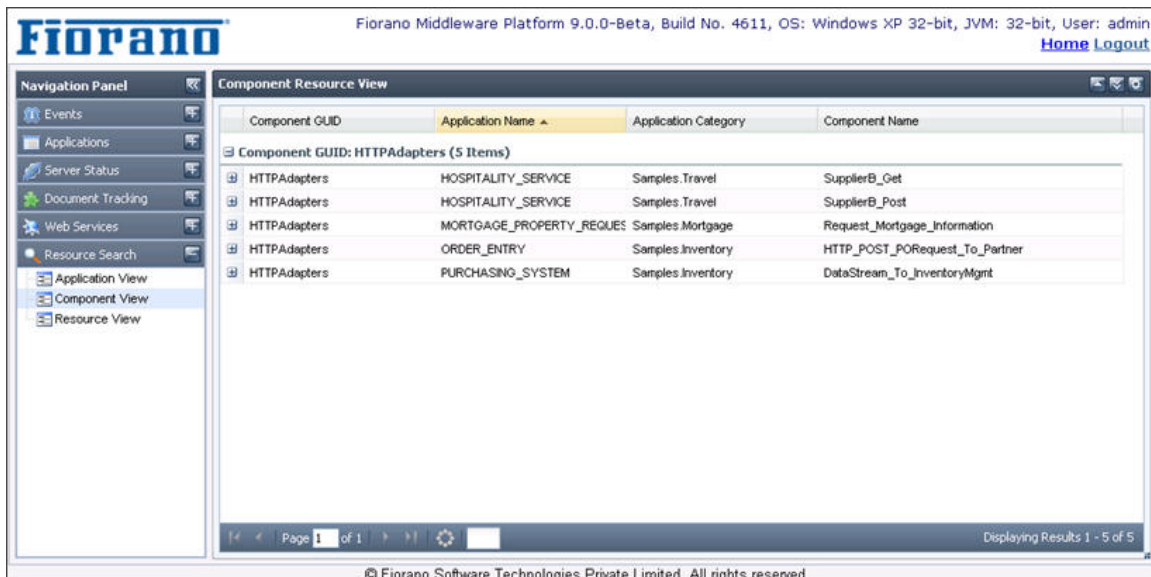 Fiorano
Fiorano Middleware Platform 9.0.0-Beta, Build No. 4611, OS: Windows XP 32-bit, JVM: 32-bit, User: admin
Home Logout
Navigation Panel
Component Resource View
Events
Applications
Server Status
Document Tracking
Web Services
Resource Search
Application View
Component View
Resource View
Component GUID Application Name Application Category Component Name
Component GUID: HTTPAdapters (5 Items)
HTTPAdapters HOSPITALITY_SERVICE Samples.Travel SupplierB_Get
HTTPAdapters HOSPITALITY_SERVICE Samples.Travel SupplierB_Post
HTTPAdapters MORTGAGE_PROPERTY_REQUES Samples.Mortgage Request_Mortgage_Information
HTTPAdapters ORDER_ENTRY Samples.Inventory HTTP_POST_PORequest_To_Partner
HTTPAdapters PURCHASING_SYSTEM Samples.Inventory DataStream_To_InventoryMgmt
Page 1 of 1
Displaying Results 1 - 5 of 5
© Fiorano Software Technologies Private Limited. All rights reserved